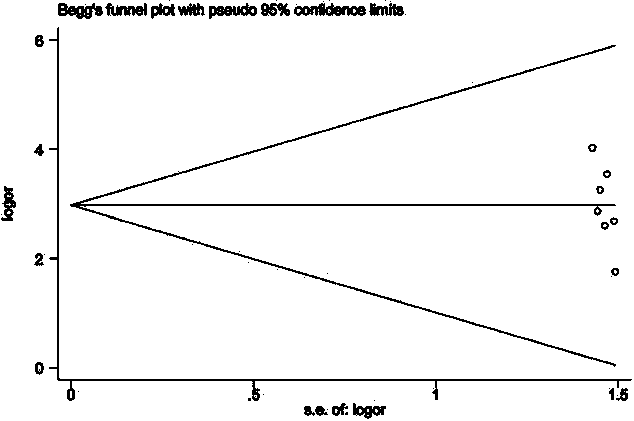 Begg's funnel plot with pseudo 95% confidence limits
6
4
2
0
logor
0 .5 1 1.5
s.e. of: logor